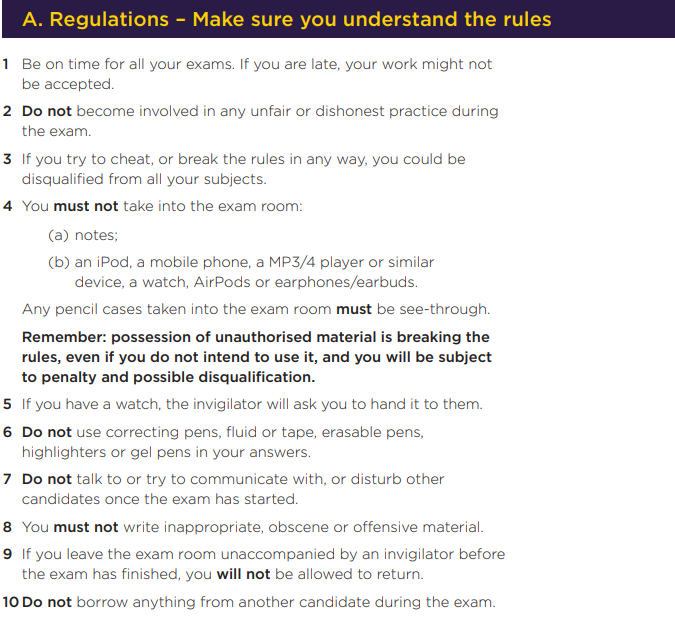 A. Regulations – Make sure you understand the rules
1 Be on time for all your exams. If you are late, your work might not
be accepted.
2 Do not become involved in any unfair or dishonest practice during
the exam.
3 If you try to cheat, or break the rules in any way, you could be
disqualified from all your subjects.
4 You must not take into the exam room:
(a) notes;
(b) an iPod, a mobile phone, a MP3/4 player or similar
device, a watch, AirPods or earphones/earbuds.
Any pencil cases taken into the exam room must be see-through.
Remember: possession of unauthorised material is breaking the
rules, even if you do not intend to use it, and you will be subject
to penalty and possible disqualification.
5 If you have a watch, the invigilator will ask you to hand it to them.
6 Do not use correcting pens, fluid or tape, erasable pens,
highlighters or gel pens in your answers.
7 Do not talk to or try to communicate with, or disturb other
candidates once the exam has started.
8 You must not write inappropriate, obscene or offensive material.
9 If you leave the exam room unaccompanied by an invigilator before
the exam has finished, you will not be allowed to return.
10 Do not borrow anything from another candidate during the exam.